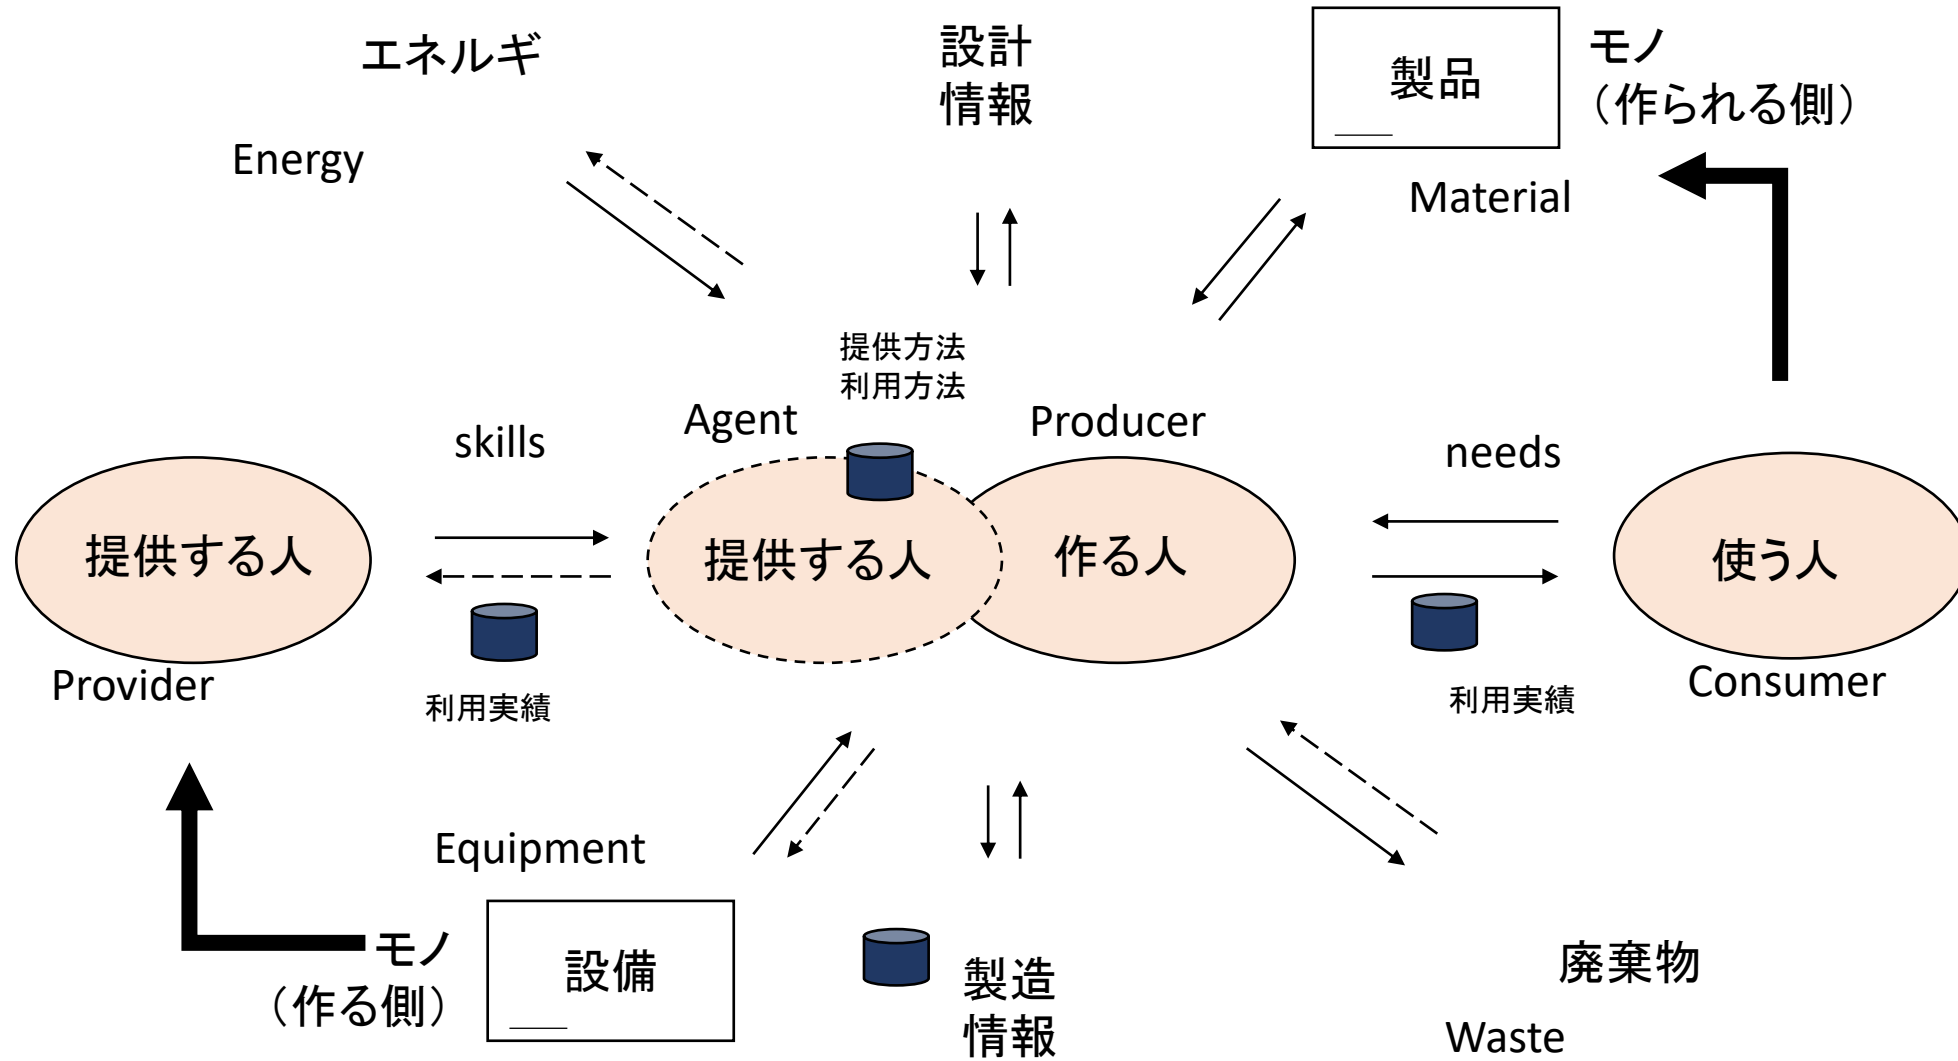 エネルギ
Energy
設計
情報
製品
モノ
（作られる側）
Material
提供方法
利用方法
Agent
Producer
skills
needs
提供する人
提供する人
作る人
使う人
Provider
利用実績
利用実績
Consumer
Equipment
モノ
（作る側）
設備
製造
情報
廃棄物
Waste